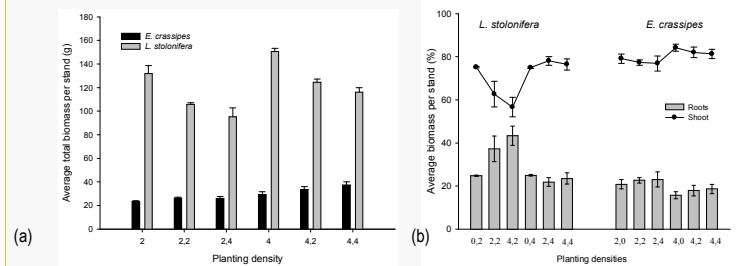 (a)
Average total biomass per stand (g)
180
160
140
120
100
80
60
40
20
0
E. crassipes
L. stolonifera
2 2,2 2,4 4 4,2 4,4
Planting density
(b)
Average biomass per stand (%)
100
80
60
40
20
0
L. stolonifera E. crassipes
Roots
Shoot
0,2 2,2 4,2 0,4 2,4 4,4 2,0 2,2 2,4 4,0 4,2 4,4
Planting densities